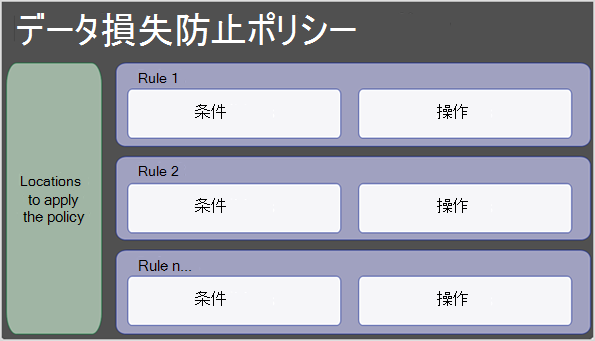 データ損失防止ポリシー
Locations
to apply
the policy
Rule 1
条件
操作
Rule 2
条件
操作
Rule n...
条件
操作